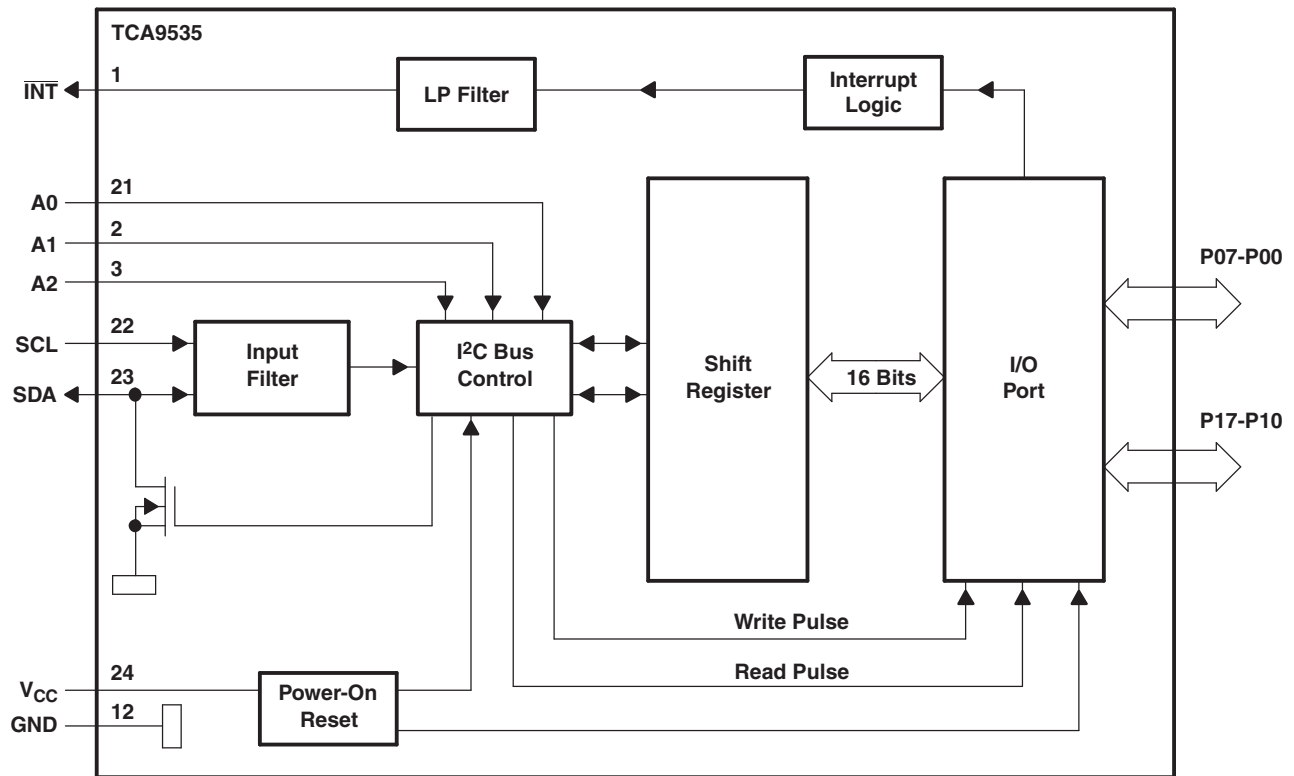 TCA9535
INT
1
LP Filter
Interrupt
Logic
A0
21
A1
2
A2
3
SCL
22
SDA
23
Input
Filter
I²C Bus
Control
Shift
Register
16 Bits
I/O
Port
P07-P00
P17-P10
Write Pulse
Read Pulse
VCC
24
GND
12
Power-On
Reset